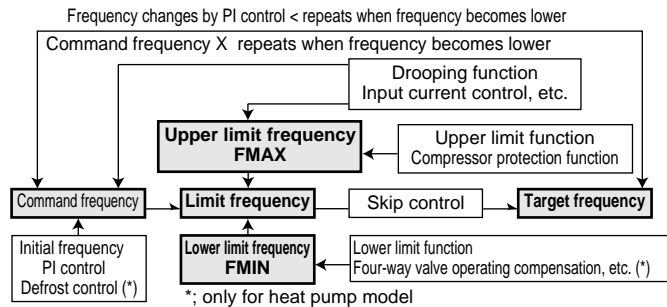 Frequency changes by PI control < repeats when frequency becomes lower
Command frequency X repeats when frequency becomes lower
Drooping function
Input current control, etc.
Upper limit frequency
FMAX
Upper limit function
Compressor protection function
Command frequency
Limit frequency
Skip control
Target frequency
Initial frequency
PI control
Defrost control (*)
Lower limit frequency
FMIN
Lower limit function
Four-way valve operating compensation, etc. (*)
*; only for heat pump model